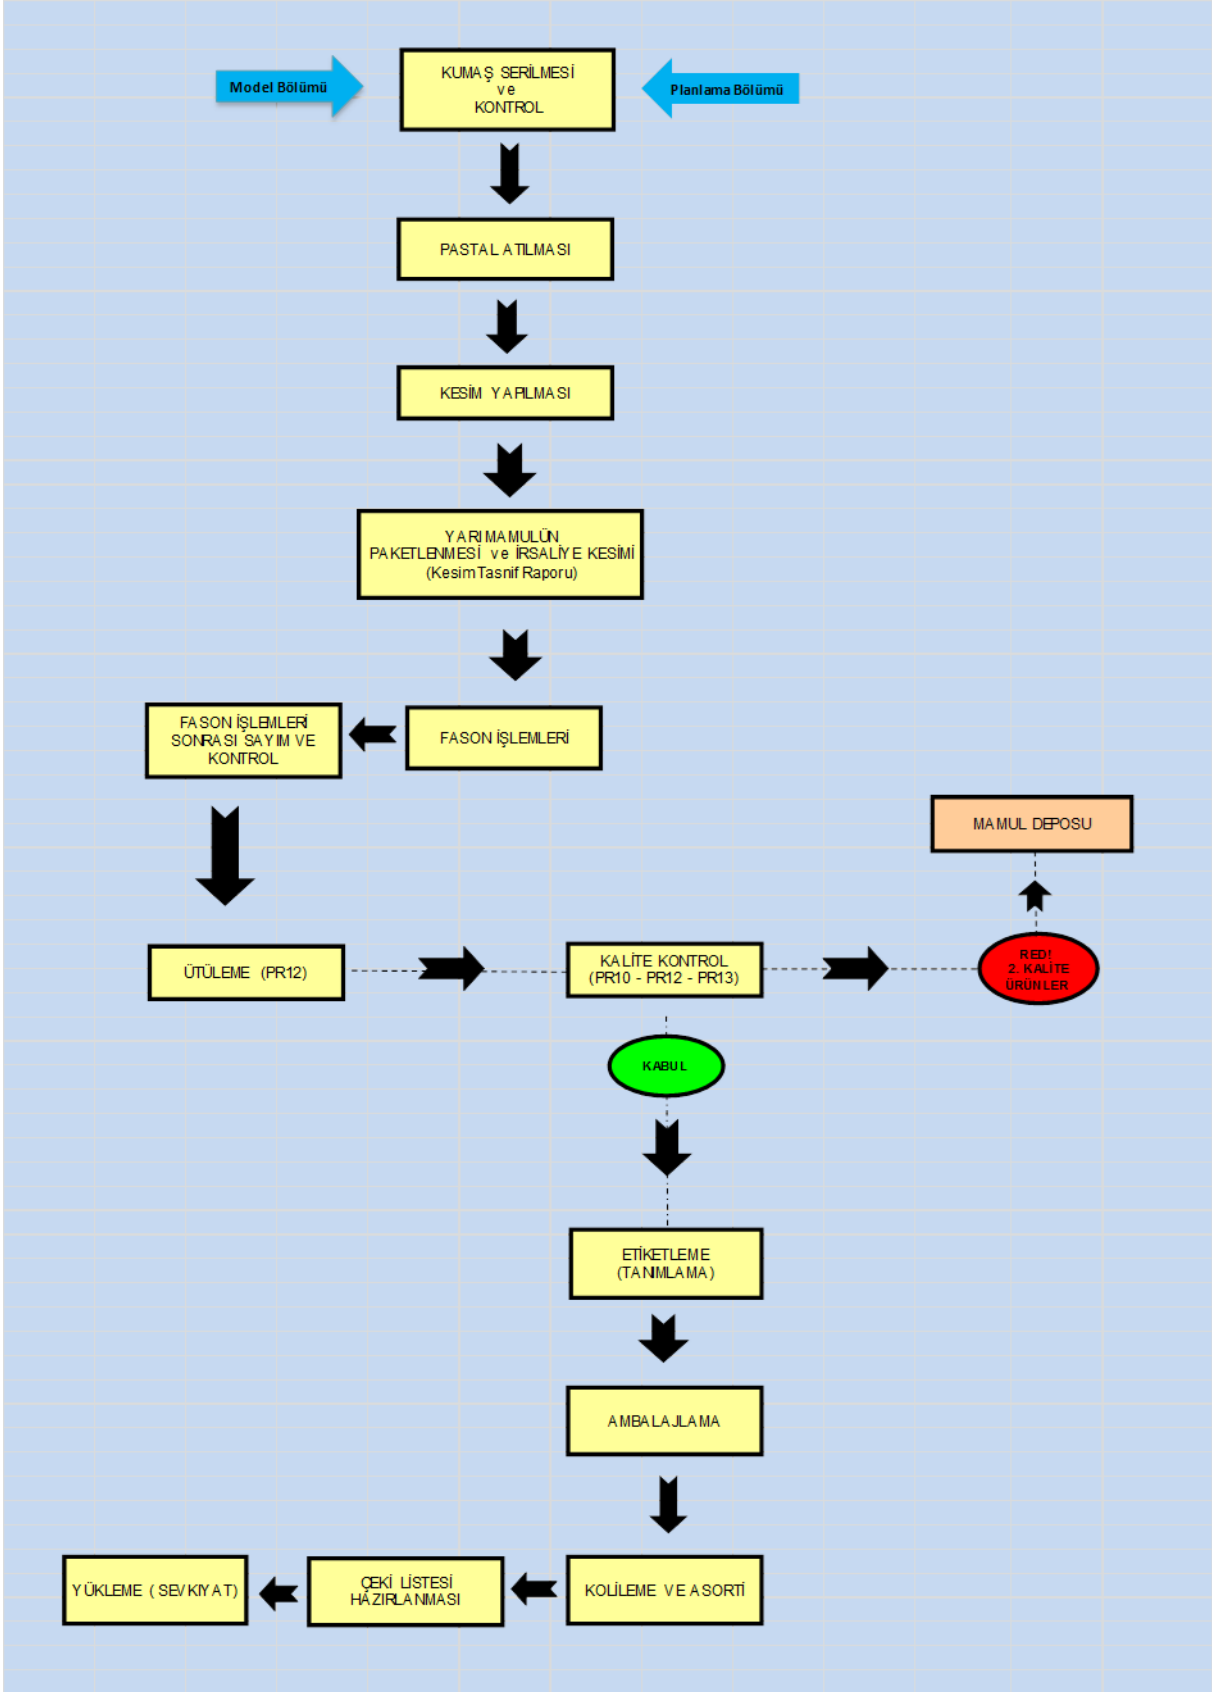 KUMAŞ SERİLMESİ
ve
KONTROL
Model Bölümü
Planlama Bölümü
PASTAL ATILMASI
KESİM YAPILMASI
YARIMAMULÜN
PAKETLENMESİ ve İRSALİYE KESİMİ
(Kesim Tasnif Raporu)
FASON İŞLEMLERİ
SONRASI SAYIM VE
KONTROL
FASON İŞLEMLERİ
MAMUL DEPOSU
ÜTÜLEME (PR12)
KALİTE KONTROL
(PR10 - PR12 - PR13)
RED!
2. KALİTE
ÜRÜNLER
KABUL
ETİKETLEME
(TANIMLAMA)
AMBALAJLAMA
YÜKLEME ( SEVKIYAT)
ÇEKİ LİSTESİ
HAZIRLANMASI
KOLİLEME VE ASORTİ